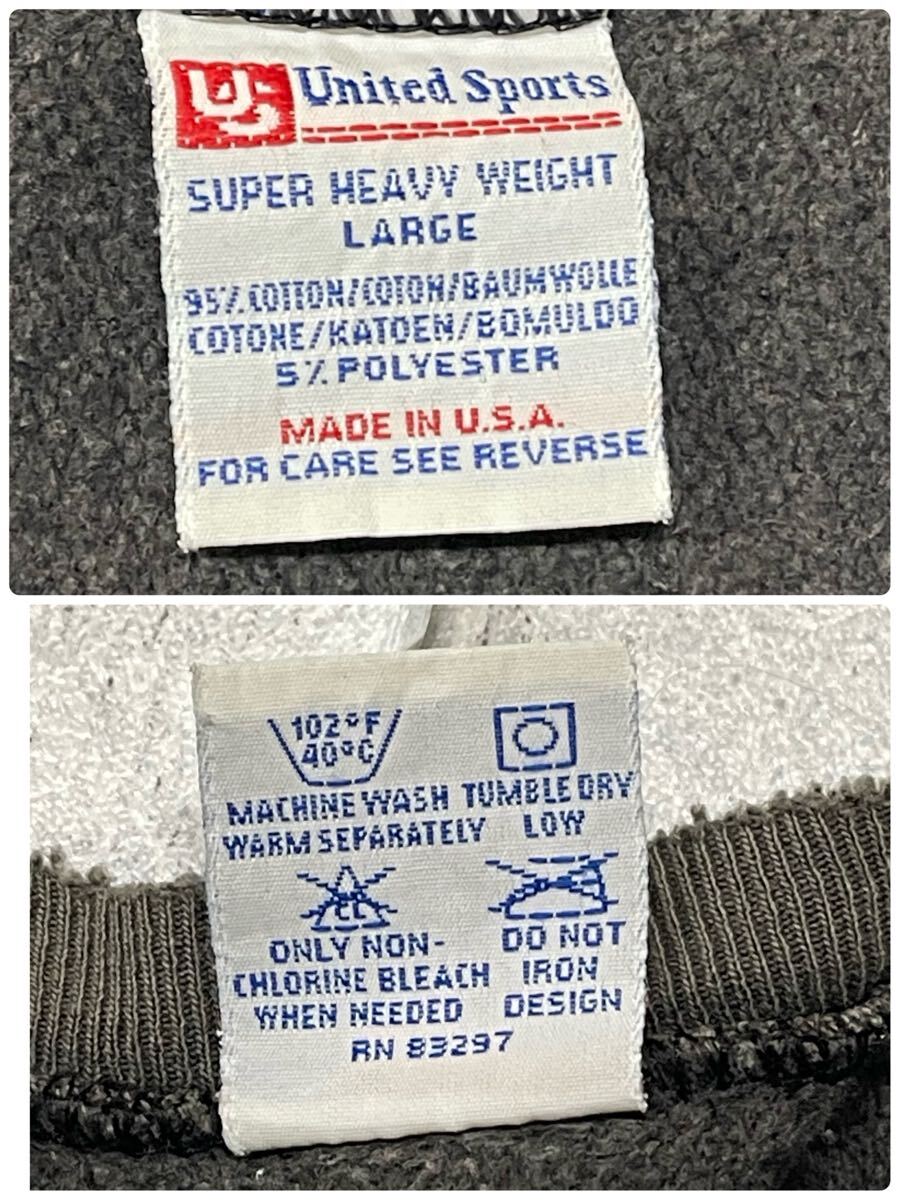 US United Sports
SUPER HEAVY WEIGHT
LARGE
95% COTTON/COTON/BAUMWOLLE
COTONE/KATOEN/BOMULDO
5% POLYESTER
MADE IN U.S.A.
FOR CARE SEE REVERSE
102°F
40°C
MACHINE WASH
WARM SEPARATELY
TUMBLE DRY
LOW
CL
ONLY NON-
CHLORINE BLEACH
WHEN NEEDED
DO NOT
IRON
DESIGN
RN 83297